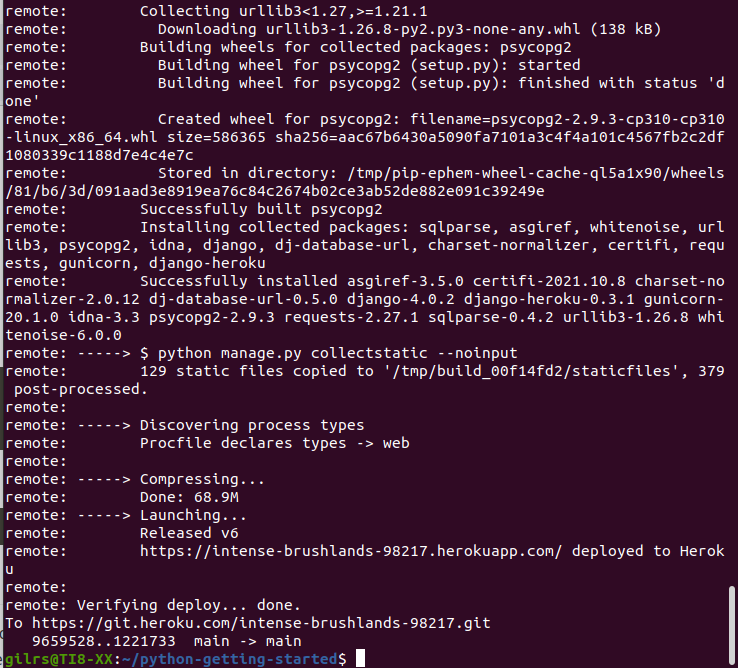 remote:        Collecting urllib3<1.27,>=1.21.1
remote:          Downloading urllib3-1.26.8-py2.py3-none-any.whl (138 kB)
remote:        Building wheels for collected packages: psycopg2
remote:          Building wheel for psycopg2 (setup.py): started
remote:          Building wheel for psycopg2 (setup.py): finished with status 'd
one'
remote:          Created wheel for psycopg2: filename=psycopg2-2.9.3-cp310-cp310
-linux_x86_64.whl size=586365 sha256=aac67b6430a5090fa7101a3c4f4a101c4567fb2c2df
1080339c1188d7e4c4e7c
remote:          Stored in directory: /tmp/pip-ephem-wheel-cache-ql5a1x90/wheels
/81/b6/3d/091aad3e8919ea76c84c2674b02ce3ab52de882e091c39249e
remote:        Successfully built psycopg2
remote:        Installing collected packages: sqlparse, asgiref, whitenoise, url
lib3, psycopg2, idna, django, dj-database-url, charset-normalizer, certifi, requ
ests, gunicorn, django-heroku
remote:        Successfully installed asgiref-3.5.0 certifi-2021.10.8 charset-no
rmalizer-2.0.12 dj-database-url-0.5.0 django-4.0.2 django-heroku-0.3.1 gunicorn-
20.1.0 idna-3.3 psycopg2-2.9.3 requests-2.27.1 sqlparse-0.4.2 urllib3-1.26.8 whi
tenoise-6.0.0
remote: -----> $ python manage.py collectstatic --noinput
remote:        129 static files copied to '/tmp/build_00f14fd2/staticfiles', 379
 post-processed.
remote:
remote: -----> Discovering process types
remote:        Procfile declares types -> web
remote:
remote: -----> Compressing...
remote:        Done: 68.9M
remote: -----> Launching...
remote:        Released v6
remote:        https://intense-brushlands-98217.herokuapp.com/ deployed to Herok
u
remote:
remote: Verifying deploy... done.
To https://git.heroku.com/intense-brushlands-98217.git
   9659528..1221733  main -> main
gilrs@TI8-XX:~/python-getting-started$